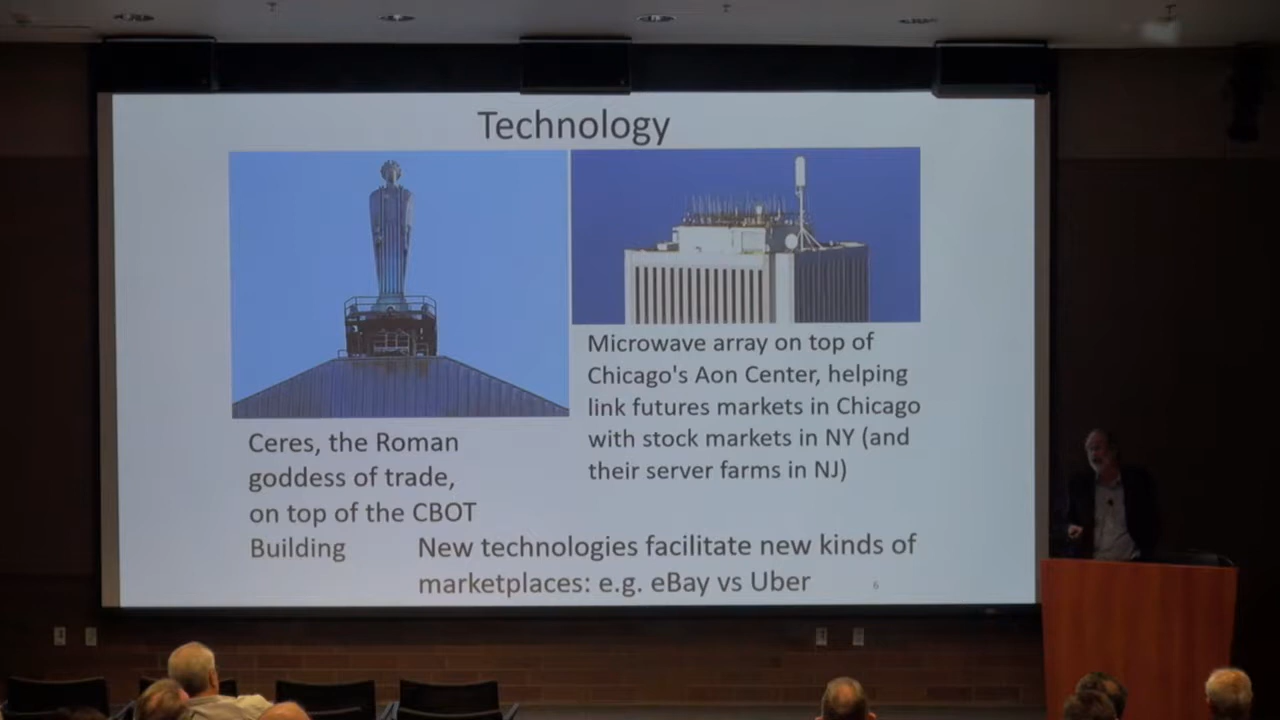 Technology
Ceres, the Roman
goddess of trade,
on top of the CBOT
Building
Microwave array on top of
Chicago's Aon Center, helping
link futures markets in Chicago
with stock markets in NY (and
their server farms in NJ)
New technologies facilitate new kinds of
marketplaces: e.g. eBay vs Uber
6